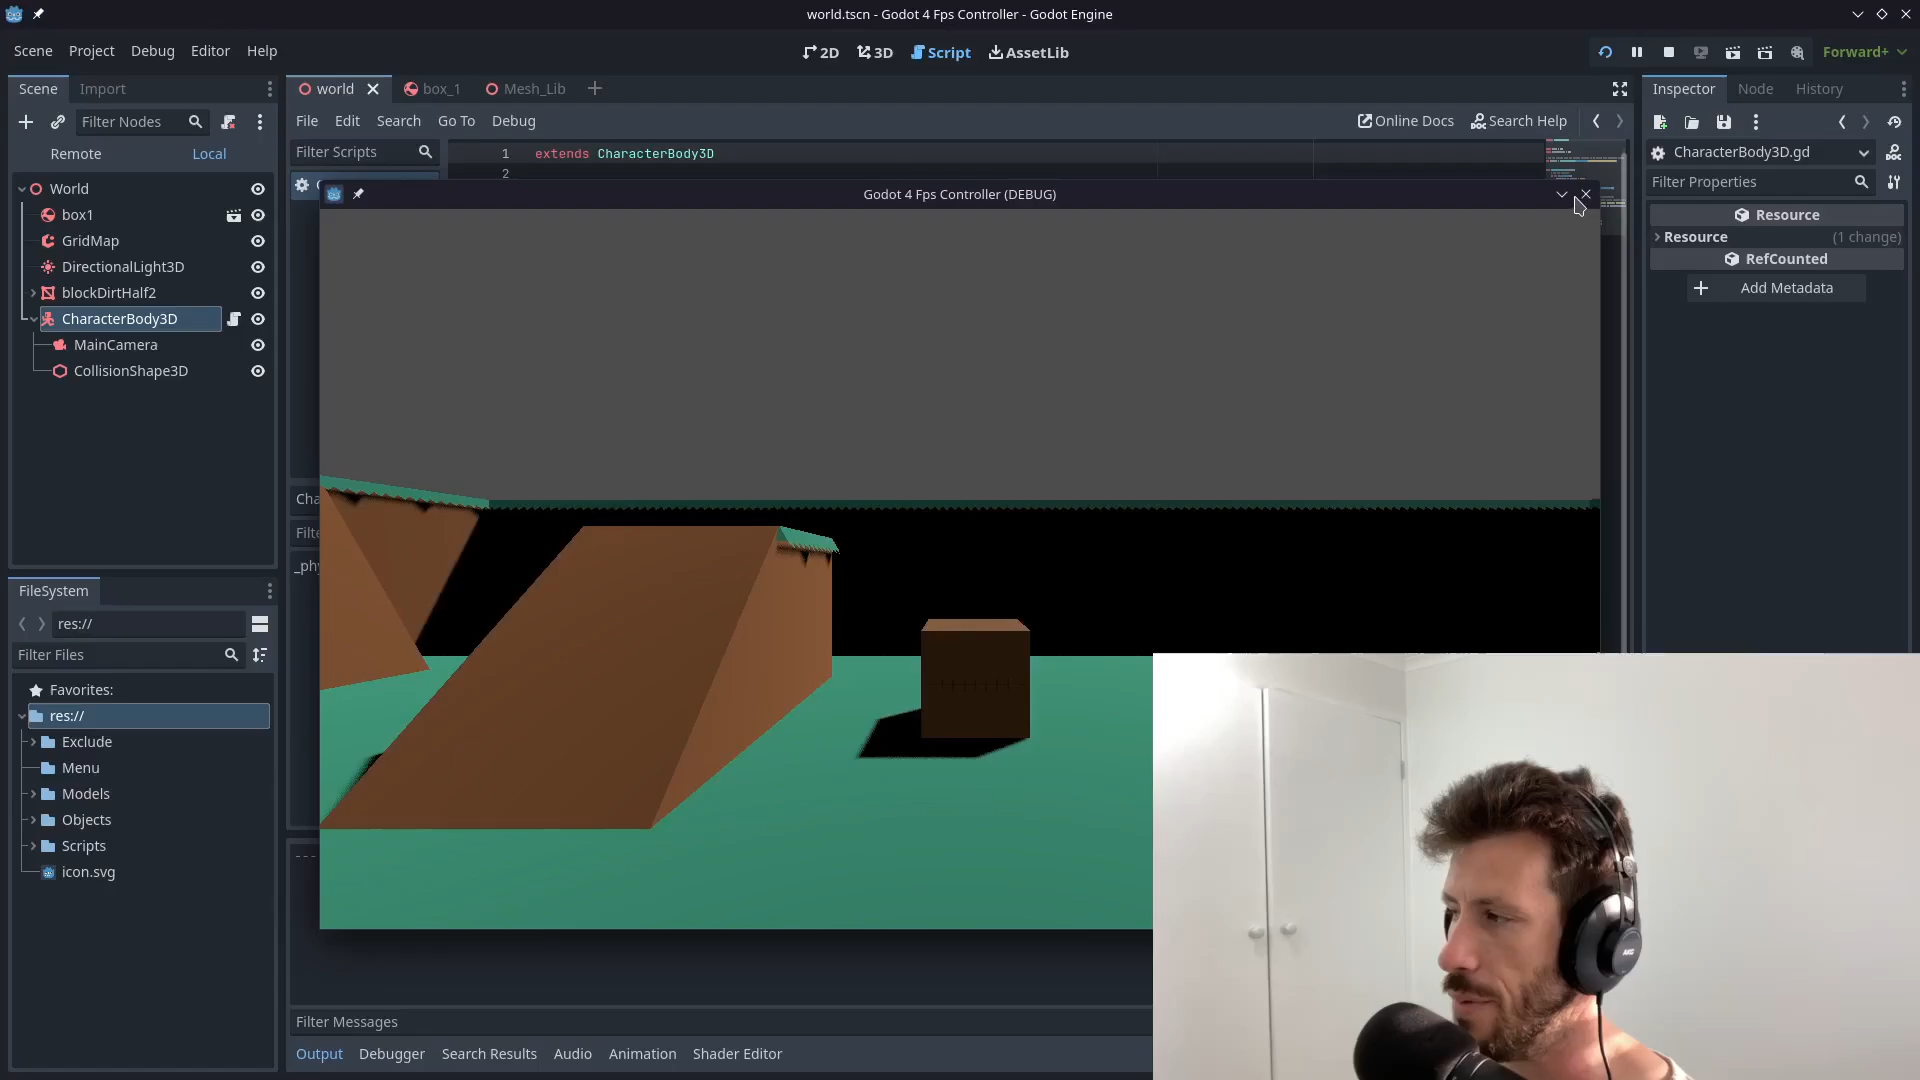 world.tscn - Godot 4 Fps Controller - Godot Engine
Scene Project Debug Editor Help
2D 3D Script AssetLib
Forward+
Scene Import
world box_1 Mesh_Lib
Inspector Node History
Filter Nodes
File Edit Search Go To Debug
Online Docs Search Help
Remote Local
Filter Scripts
1 extends CharacterBody3D
2
CharacterBody3D.gd
Filter Properties
Godot 4 Fps Controller (DEBUG)
World
box1
GridMap
DirectionalLight3D
blockDirtHalf2
CharacterBody3D
MainCamera
CollisionShape3D
Resource
Resource (1 change)
RefCounted
Add Metadata
Cha
Filte
_phy
FileSystem
res://
Filter Files
Favorites:
res://
Exclude
Menu
Models
Objects
Scripts
icon.svg
---
Filter Messages
Output Debugger Search Results Audio Animation Shader Editor
AKG